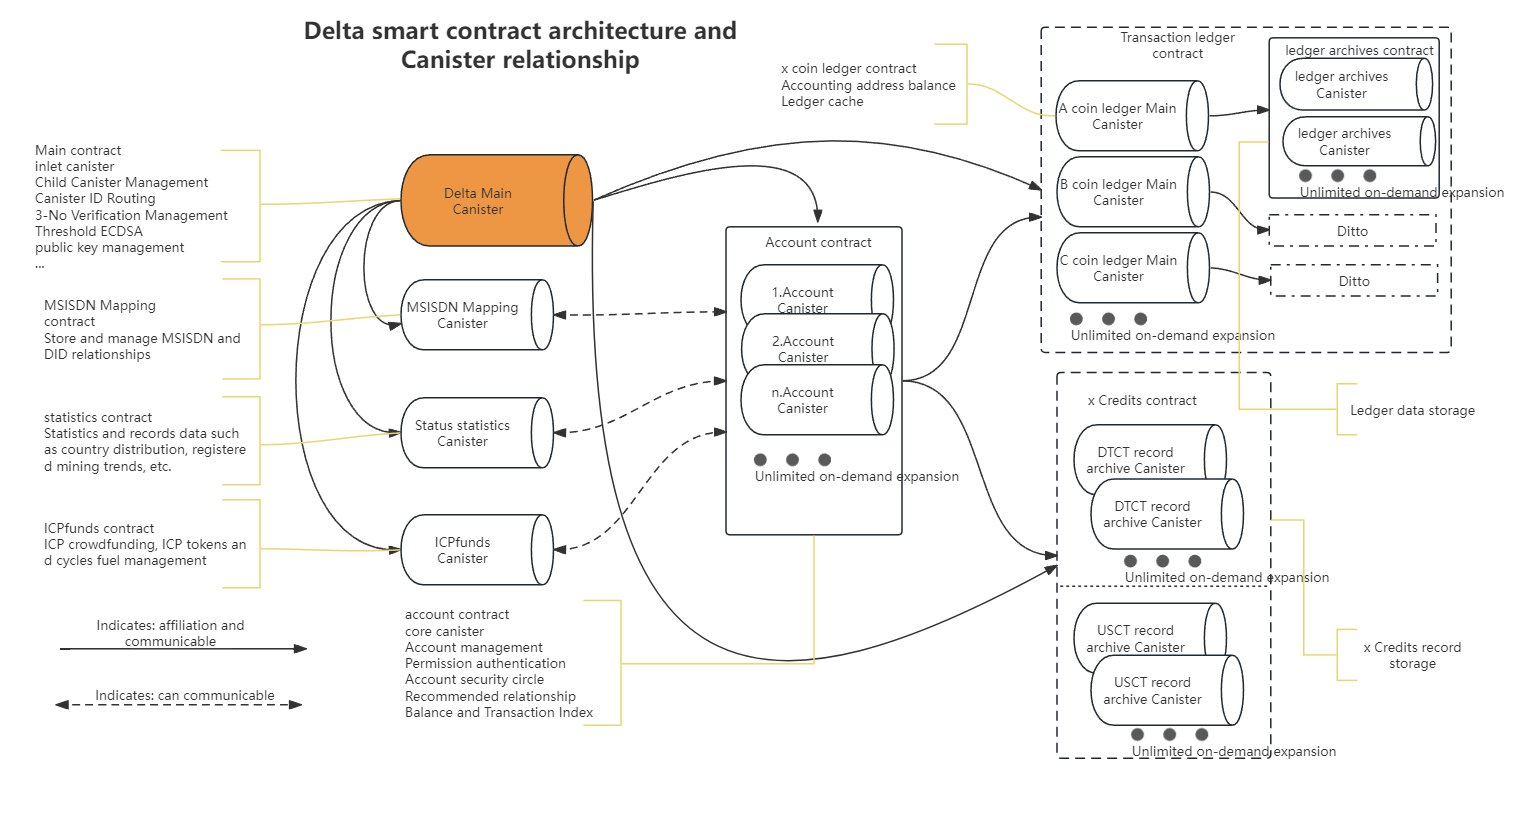 Delta smart contract architecture and
Canister relationship
Main contract
inlet canister
Child Canister Management
Canister ID Routing
3-No Verification Management
Threshold ECDSA
public key management
...
MSISDN Mapping
contract
Store and manage MSISDN and
DID relationships
statistics contract
Statistics and records data such
as country distribution, registere
d mining trends, etc.
ICPfunds contract
ICP crowdfunding, ICP tokens an
d cycles fuel management
Indicates: affiliation and
communicable
Indicates: can communicable
Delta Main
Canister
MSISDN Mapping
Canister
Status statistics
Canister
ICPfunds
Canister
account contract
core canister
Account management
Permission authentication
Account security circle
Recommended relationship
Balance and Transaction Index
Account contract
1.Account
Canister
2.Account
Canister
n.Account
Canister
Unlimited on-demand expansion
x coin ledger contract
Accounting address balance
Ledger cache
Transaction ledger
contract
A coin ledger Main
Canister
B coin ledger Main
Canister
C coin ledger Main
Canister
Unlimited on-demand expansion
ledger archives contract
ledger archives
Canister
ledger archives
Canister
Unlimited on-demand expansion
Ditto
Ditto
Ledger data storage
x Credits contract
DTCT record
archive Canister
DTCT record
archive Canister
Unlimited on-demand expansion
USCT record
archive Canister
USCT record
archive Canister
Unlimited on-demand expansion
x Credits record
storage